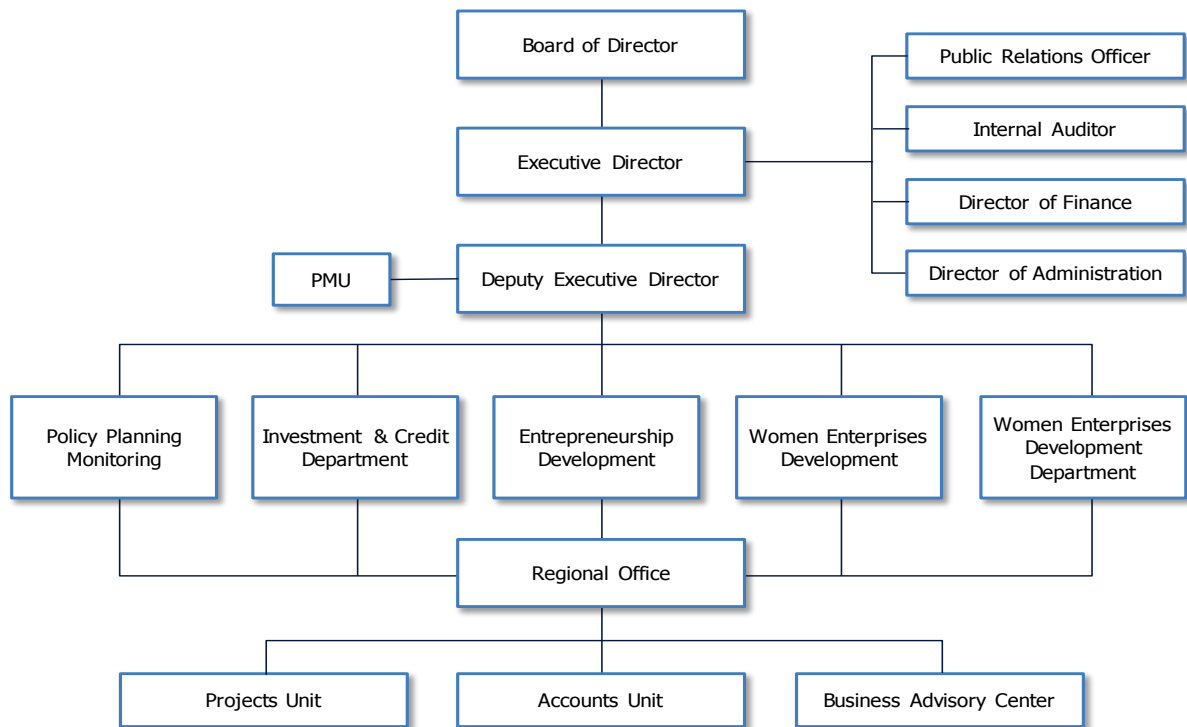 Board of Director
Public Relations Officer
Internal Auditor
Executive Director
Director of Finance
Director of Administration
PMU
Deputy Executive Director
Policy Planning
Monitoring
Investment & Credit
Department
Entrepreneurship
Development
Women Enterprises
Development
Women Enterprises
Development
Department
Regional Office
Projects Unit
Accounts Unit
Business Advisory Center